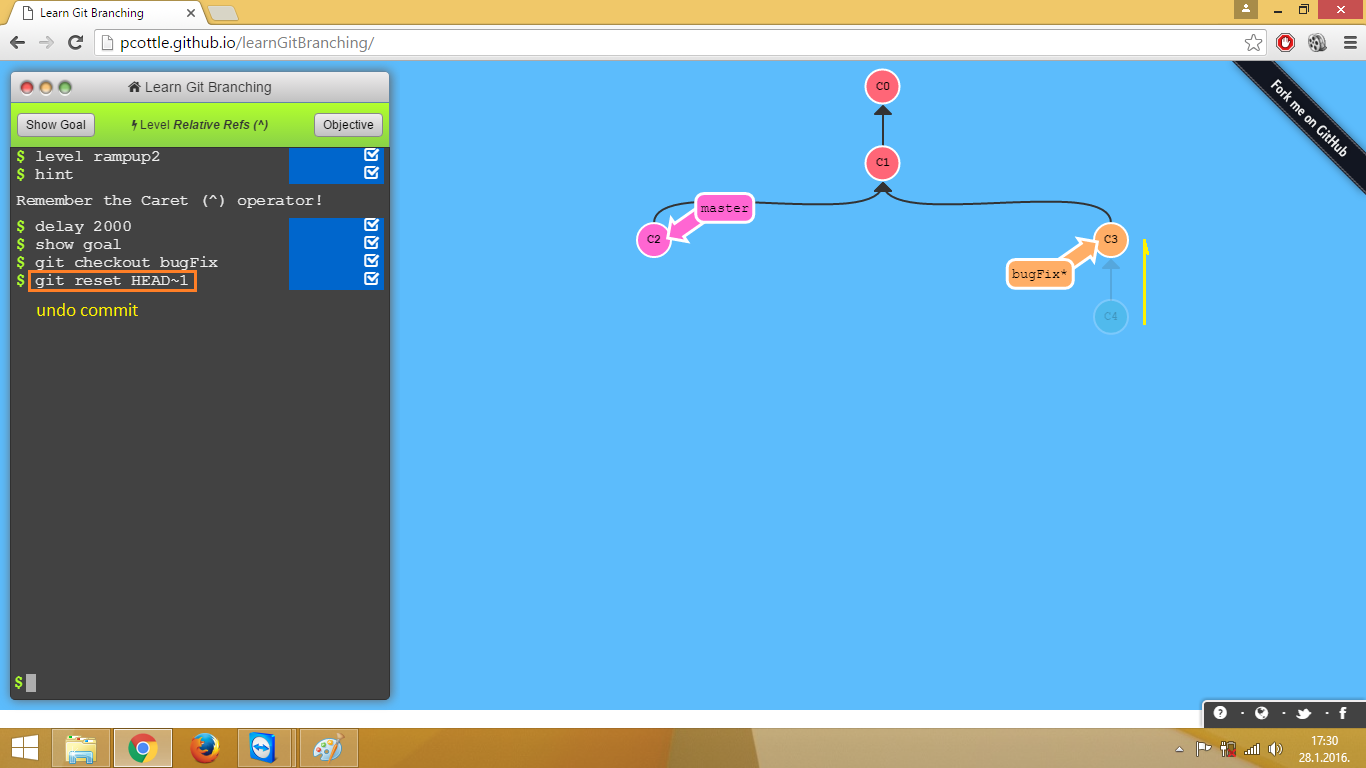 Learn Git Branching
pcottle.github.io/learnGitBranching/
Learn Git Branching
Show Goal
Level Relative Refs (^)
Objective
$ level rampup2
$ hint
Remember the Caret (^) operator!
$ delay 2000
$ show goal
$ git checkout bugFix
$ git reset HEAD~1
undo commit
$
C0
C1
master
C2
C3
bugFix*
C4
Fork me on GitHub
17:30
28.1.2016.